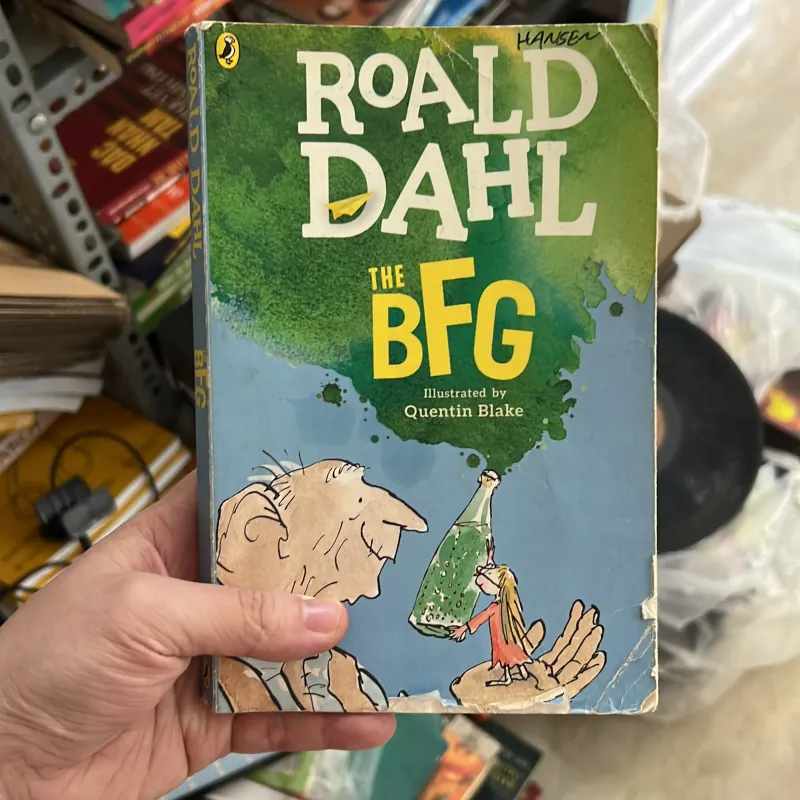 HANSEN
ROALD
DAHL
THE
BFG
Illustrated by
Quentin Blake
ROALD DAHL
BFG